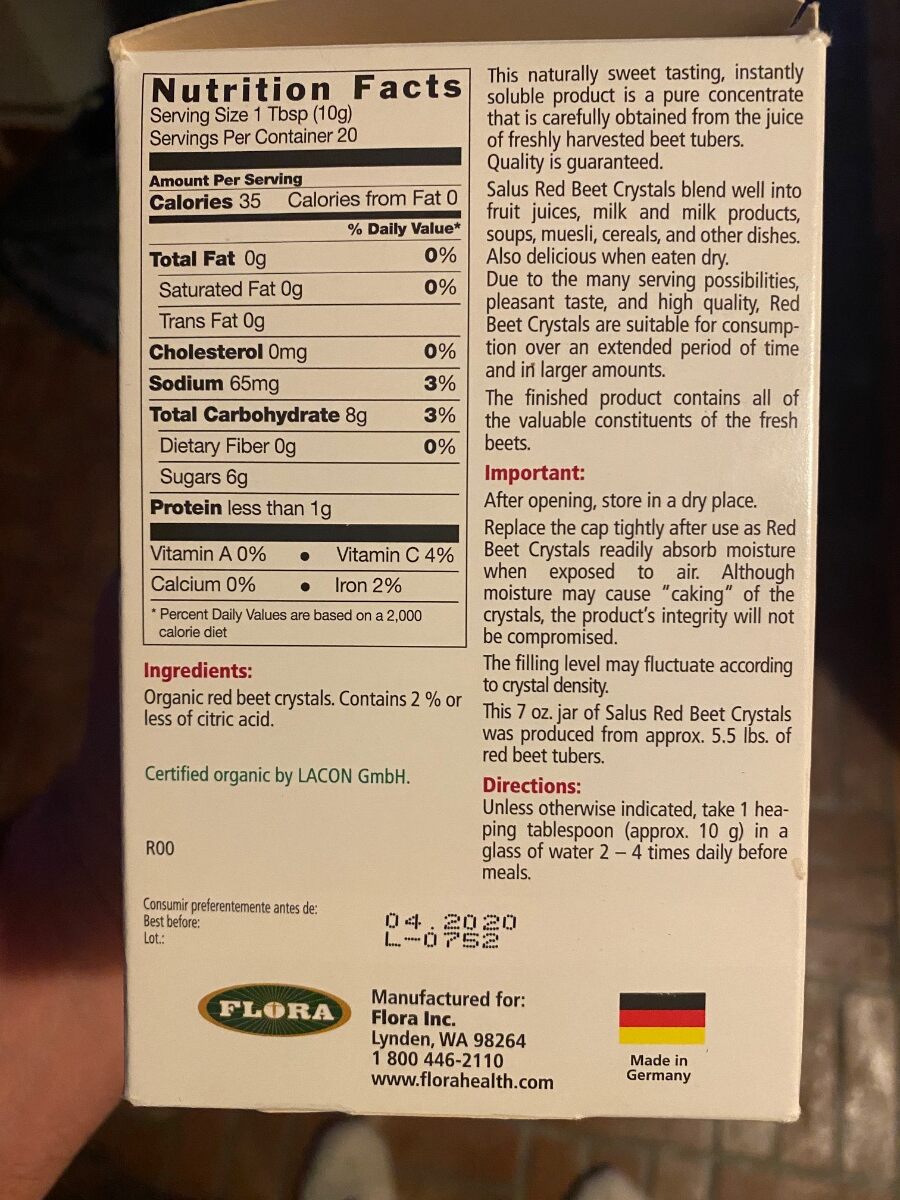 Nutrition Facts
Serving Size 1 Tbsp (10g)
Servings Per Container 20
Amount Per Serving
Calories 35 Calories from Fat 0
% Daily Value*
Total Fat 0g 0%
Saturated Fat 0g 0%
Trans Fat 0g
Cholesterol 0mg 0%
Sodium 65mg 3%
Total Carbohydrate 8g 3%
Dietary Fiber 0g 0%
Sugars 6g
Protein less than 1g
Vitamin A 0% • Vitamin C 4%
Calcium 0% • Iron 2%
* Percent Daily Values are based on a 2,000
calorie diet
Ingredients:
Organic red beet crystals. Contains 2 % or
less of citric acid.
Certified organic by LACON GmbH.
R00
This naturally sweet tasting, instantly
soluble product is a pure concentrate
that is carefully obtained from the juice
of freshly harvested beet tubers.
Quality is guaranteed.
Salus Red Beet Crystals blend well into
fruit juices, milk and milk products,
soups, muesli, cereals, and other dishes.
Also delicious when eaten dry.
Due to the many serving possibilities,
pleasant taste, and high quality, Red
Beet Crystals are suitable for consump-
tion over an extended period of time
and in larger amounts.
The finished product contains all of
the valuable constituents of the fresh
beets.
Important:
After opening, store in a dry place.
Replace the cap tightly after use as Red
Beet Crystals readily absorb moisture
when exposed to air. Although
moisture may cause "caking" of the
crystals, the product's integrity will not
be compromised.
The filling level may fluctuate according
to crystal density.
This 7 oz. jar of Salus Red Beet Crystals
was produced from approx. 5.5 lbs. of
red beet tubers.
Directions:
Unless otherwise indicated, take 1 hea-
ping tablespoon (approx. 10 g) in a
glass of water 2 – 4 times daily before
meals.
Consumir preferentemente antes de:
Best before: 04.2020
Lot.: L-0752
FLORA
Manufactured for:
Flora Inc.
Lynden, WA 98264
1 800 446-2110
www.florahealth.com
Made in
Germany